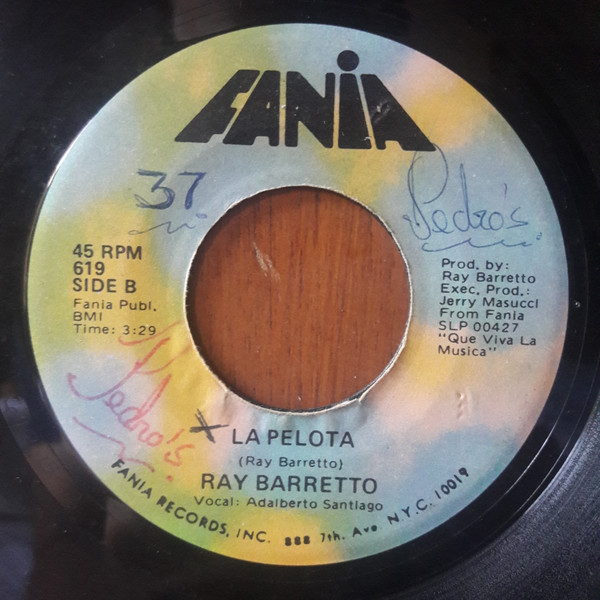 FANIA
37
Pedro's
45 RPM
619
SIDE B
Fania Publ.
BMI
Time: 3:29
Prod. by:
Ray Barretto
Exec. Prod.:
Jerry Masucci
From Fania
SLP 00427
"Que Viva La
Musica"
Pedro's
x LA PELOTA
(Ray Barretto)
RAY BARRETTO
Vocal: Adalberto Santiago
FANIA RECORDS, INC. 888 7th. Ave. N.Y.C. 10019